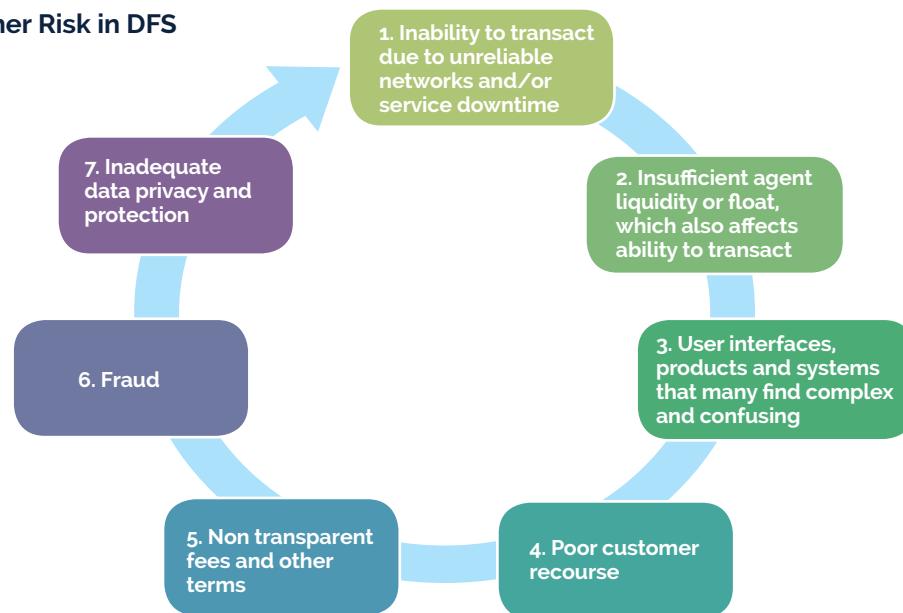 Risk in DFS
1. Inability to transact
due to unreliable
networks and/or
service downtime
2. Insufficient agent
liquidity or float,
which also affects
ability to transact
3. User interfaces,
products and systems
that many find complex
and confusing
4. Poor customer
recourse
5. Non transparent
fees and other
terms
6. Fraud
7. Inadequate
data privacy and
protection